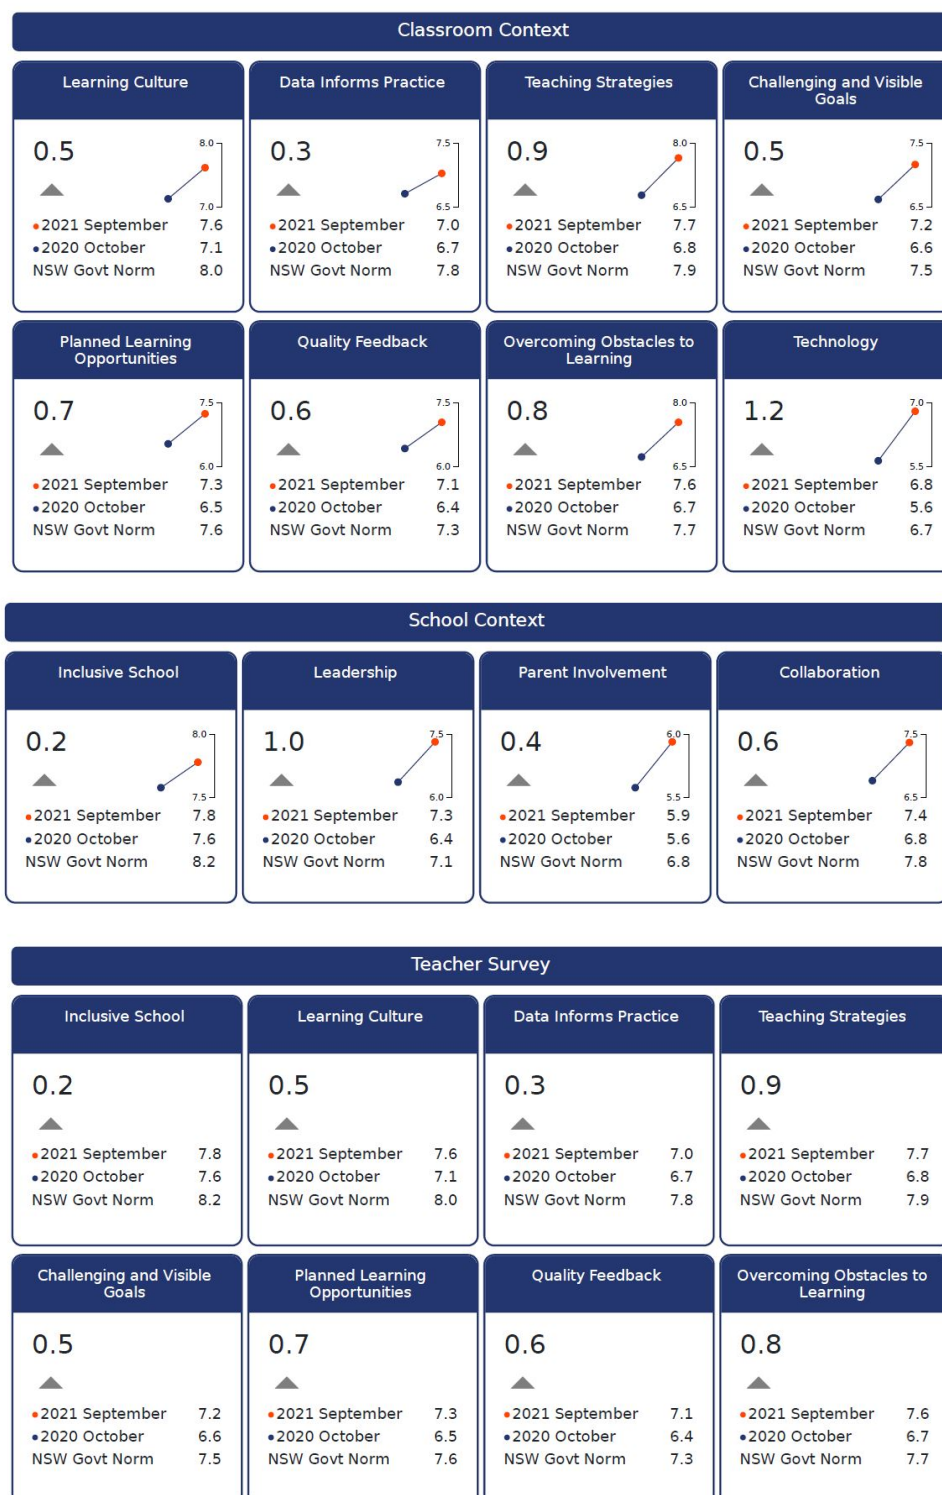 Classroom Context
Learning Culture
0.5
8.0
7.0
2021 September 7.6
2020 October 7.1
NSW Govt Norm 8.0
Data Informs Practice
0.3
7.5
6.5
2021 September 7.0
2020 October 6.7
NSW Govt Norm 7.8
Teaching Strategies
0.9
8.0
6.5
2021 September 7.7
2020 October 6.8
NSW Govt Norm 7.9
Challenging and Visible
Goals
0.5
7.5
6.5
2021 September 7.2
2020 October 6.6
NSW Govt Norm 7.5
Planned Learning
Opportunities
0.7
7.5
6.0
2021 September 7.3
2020 October 6.5
NSW Govt Norm 7.6
Quality Feedback
0.6
7.5
6.0
2021 September 7.1
2020 October 6.4
NSW Govt Norm 7.3
Overcoming Obstacles to
Learning
0.8
8.0
6.5
2021 September 7.6
2020 October 6.7
NSW Govt Norm 7.7
Technology
1.2
7.0
5.5
2021 September 6.8
2020 October 5.6
NSW Govt Norm 6.7
School Context
Inclusive School
0.2
8.0
7.5
2021 September 7.8
2020 October 7.6
NSW Govt Norm 8.2
Leadership
1.0
7.5
6.0
2021 September 7.3
2020 October 6.4
NSW Govt Norm 7.1
Parent Involvement
0.4
6.0
5.5
2021 September 5.9
2020 October 5.6
NSW Govt Norm 6.8
Collaboration
0.6
7.5
6.5
2021 September 7.4
2020 October 6.8
NSW Govt Norm 7.8
Teacher Survey
Inclusive School
0.2
2021 September 7.8
2020 October 7.6
NSW Govt Norm 8.2
Learning Culture
0.5
2021 September 7.6
2020 October 7.1
NSW Govt Norm 8.0
Data Informs Practice
0.3
2021 September 7.0
2020 October 6.7
NSW Govt Norm 7.8
Teaching Strategies
0.9
2021 September 7.7
2020 October 6.8
NSW Govt Norm 7.9
Challenging and Visible
Goals
0.5
2021 September 7.2
2020 October 6.6
NSW Govt Norm 7.5
Planned Learning
Opportunities
0.7
2021 September 7.3
2020 October 6.5
NSW Govt Norm 7.6
Quality Feedback
0.6
2021 September 7.1
2020 October 6.4
NSW Govt Norm 7.3
Overcoming Obstacles to
Learning
0.8
2021 September 7.6
2020 October 6.7
NSW Govt Norm 7.7